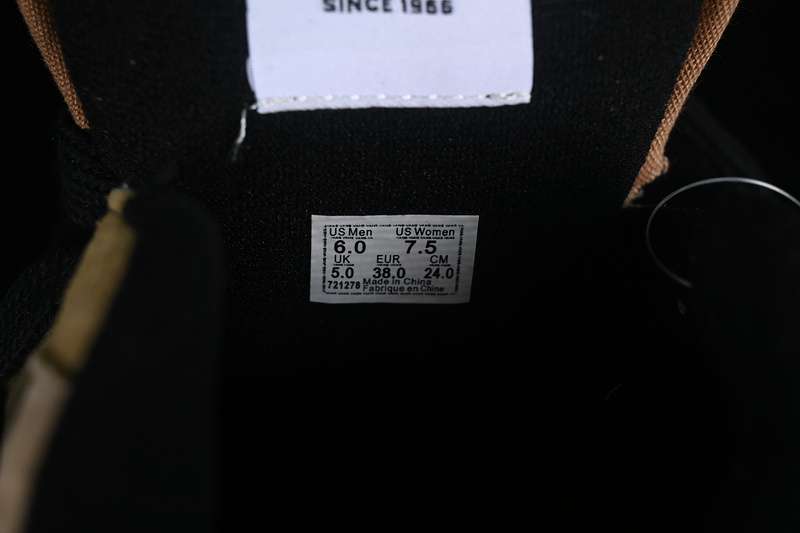 SINCE 1966
US Men US Women
6.0 7.5
UK EUR CM
5.0 38.0 24.0
721278 Made in China
Fabrique en Chine